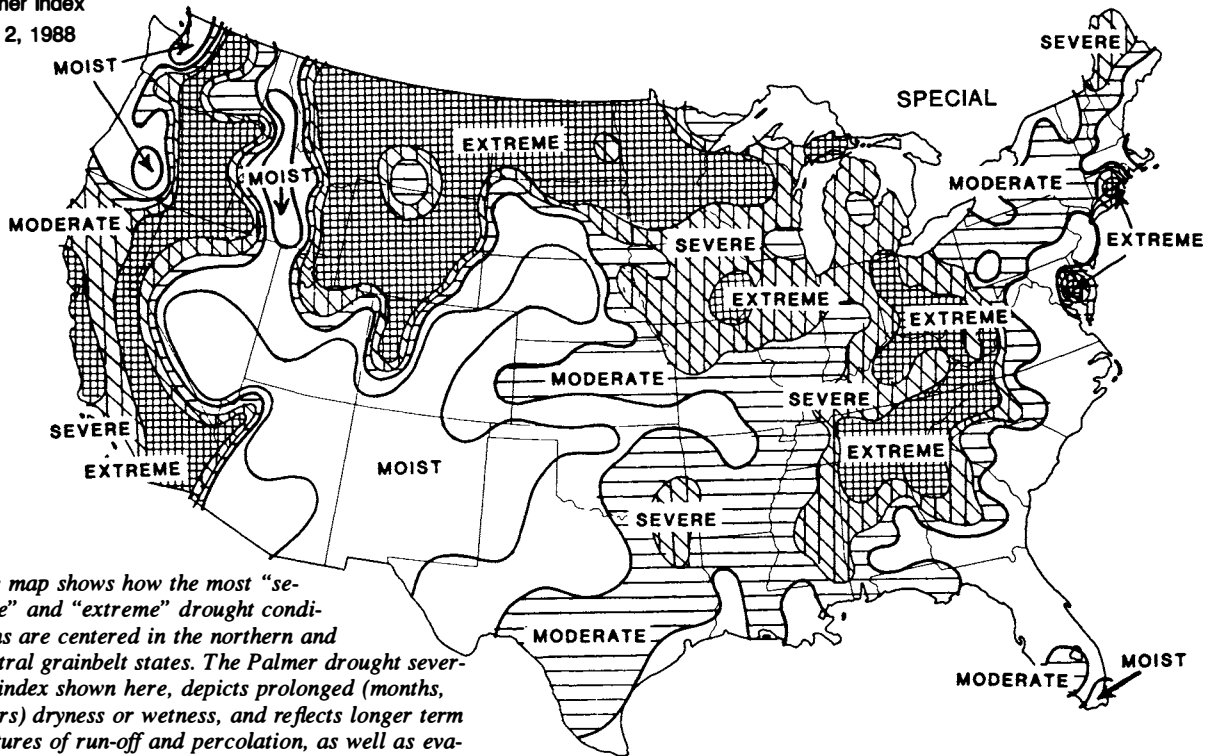 ner Index
2, 1988
MOIST
SEVERE
SPECIAL
EXTREME
MOIST
MODERATE
MODERATE
EXTREME
SEVERE
EXTREME
EXTREME
MODERATE
SEVERE
SEVERE
EXTREME
MOIST
EXTREME
SEVERE
MODERATE
MODERATE
MOIST
map shows how the most “se-
e” and “extreme” drought condi-
ns are centered in the northern and
tral grainbelt states. The Palmer drought sever-
index shown here, depicts prolonged (months,
rs) dryness or wetness, and reflects longer term
tures of run-off and percolation, as well as eva-